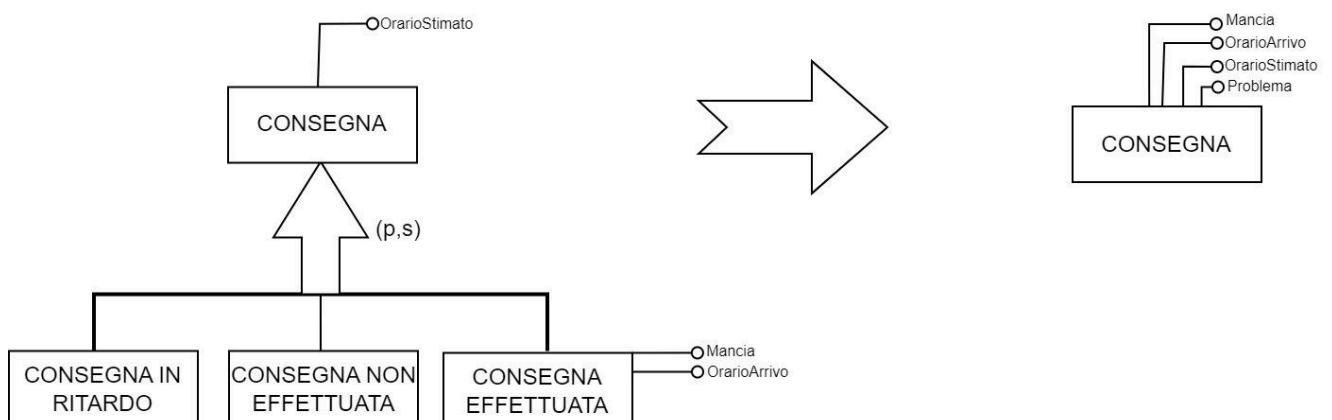 OrarioStimato
CONSEGNA
(p,s)
CONSEGNA IN
RITARDO
CONSEGNA NON
EFFETTUATA
CONSEGNA
EFFETTUATA
Mancia
OrarioArrivo
Mancia
OrarioArrivo
OrarioStimato
Problema
CONSEGNA